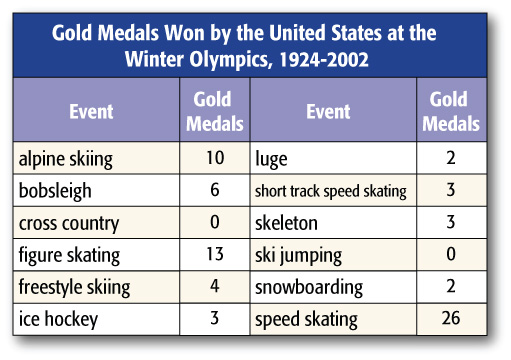 Gold Medals Won by the United States at the
Winter Olympics, 1924-2002
Event Gold Medals Event Gold Medals
alpine skiing 10 luge 2
bobsleigh 6 short track speed skating 3
cross country 0 skeleton 3
figure skating 13 ski jumping 0
freestyle skiing 4 snowboarding 2
ice hockey 3 speed skating 26